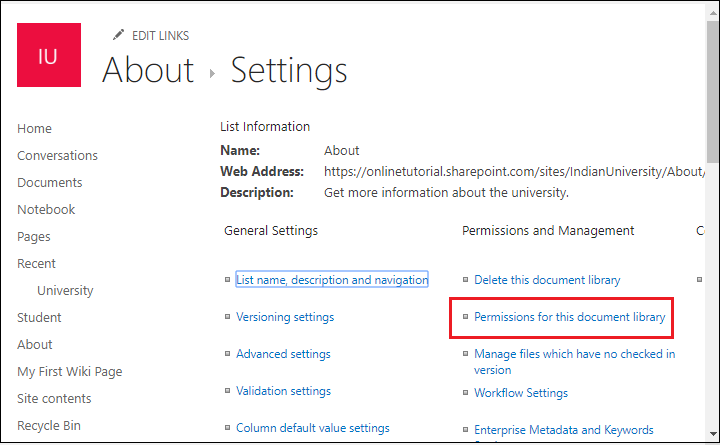 IU
EDIT LINKS
About ▸ Settings
Home
Conversations
Documents
Notebook
Pages
Recent
University
Student
About
My First Wiki Page
Site contents
Recycle Bin
List Information
Name: About
Web Address: https://onlinetutorial.sharepoint.com/sites/IndianUniversity/About/
Description: Get more information about the university.
General Settings
List name, description and navigation
Versioning settings
Advanced settings
Validation settings
Column default value settings
Permissions and Management
Delete this document library
Permissions for this document library
Manage files which have no checked in
version
Workflow Settings
Enterprise Metadata and Keywords